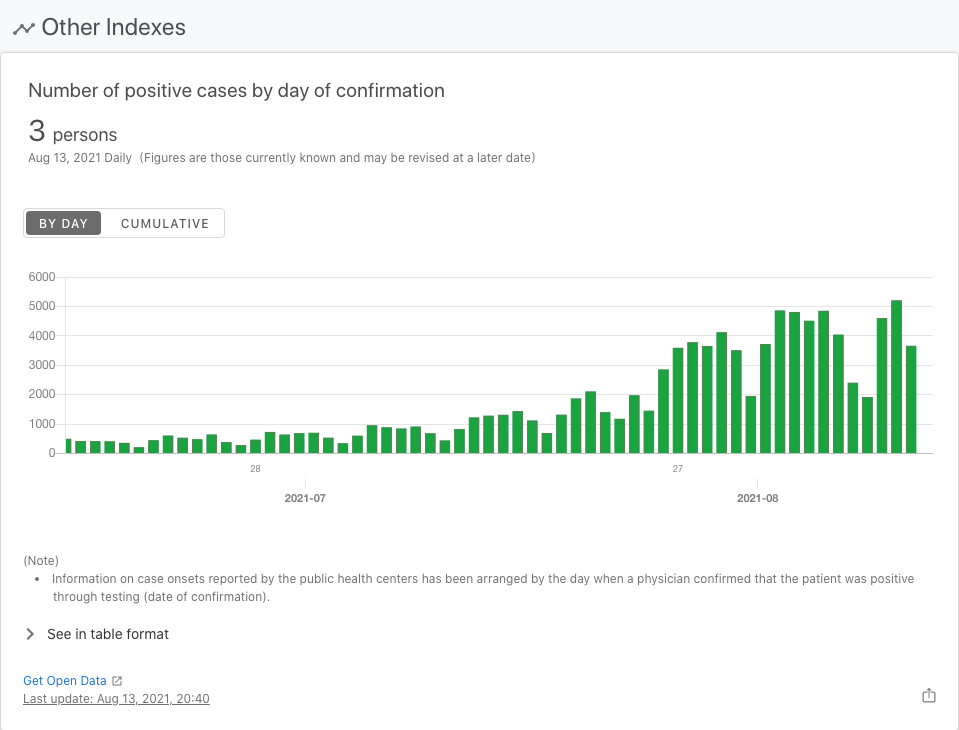 Other Indexes
Number of positive cases by day of confirmation
3 persons
Aug 13, 2021 Daily (Figures are those currently known and may be revised at a later date)
BY DAY CUMULATIVE
6000
5000
4000
3000
2000
1000
0
28 27
2021-07 2021-08
(Note)
• Information on case onsets reported by the public health centers has been arranged by the day when a physician confirmed that the patient was positive
through testing (date of confirmation).
See in table format
Get Open Data
Last update: Aug 13, 2021, 20:40